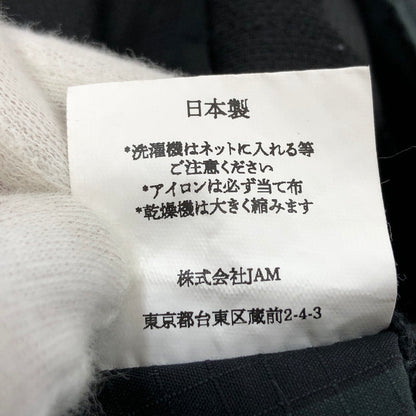 日本製
*洗濯機はネットに入れる等
ご注意ください
*アイロンは必ず当て布
*乾燥機は大きく縮みます
株式会社JAM
東京都台東区蔵前2-4-3